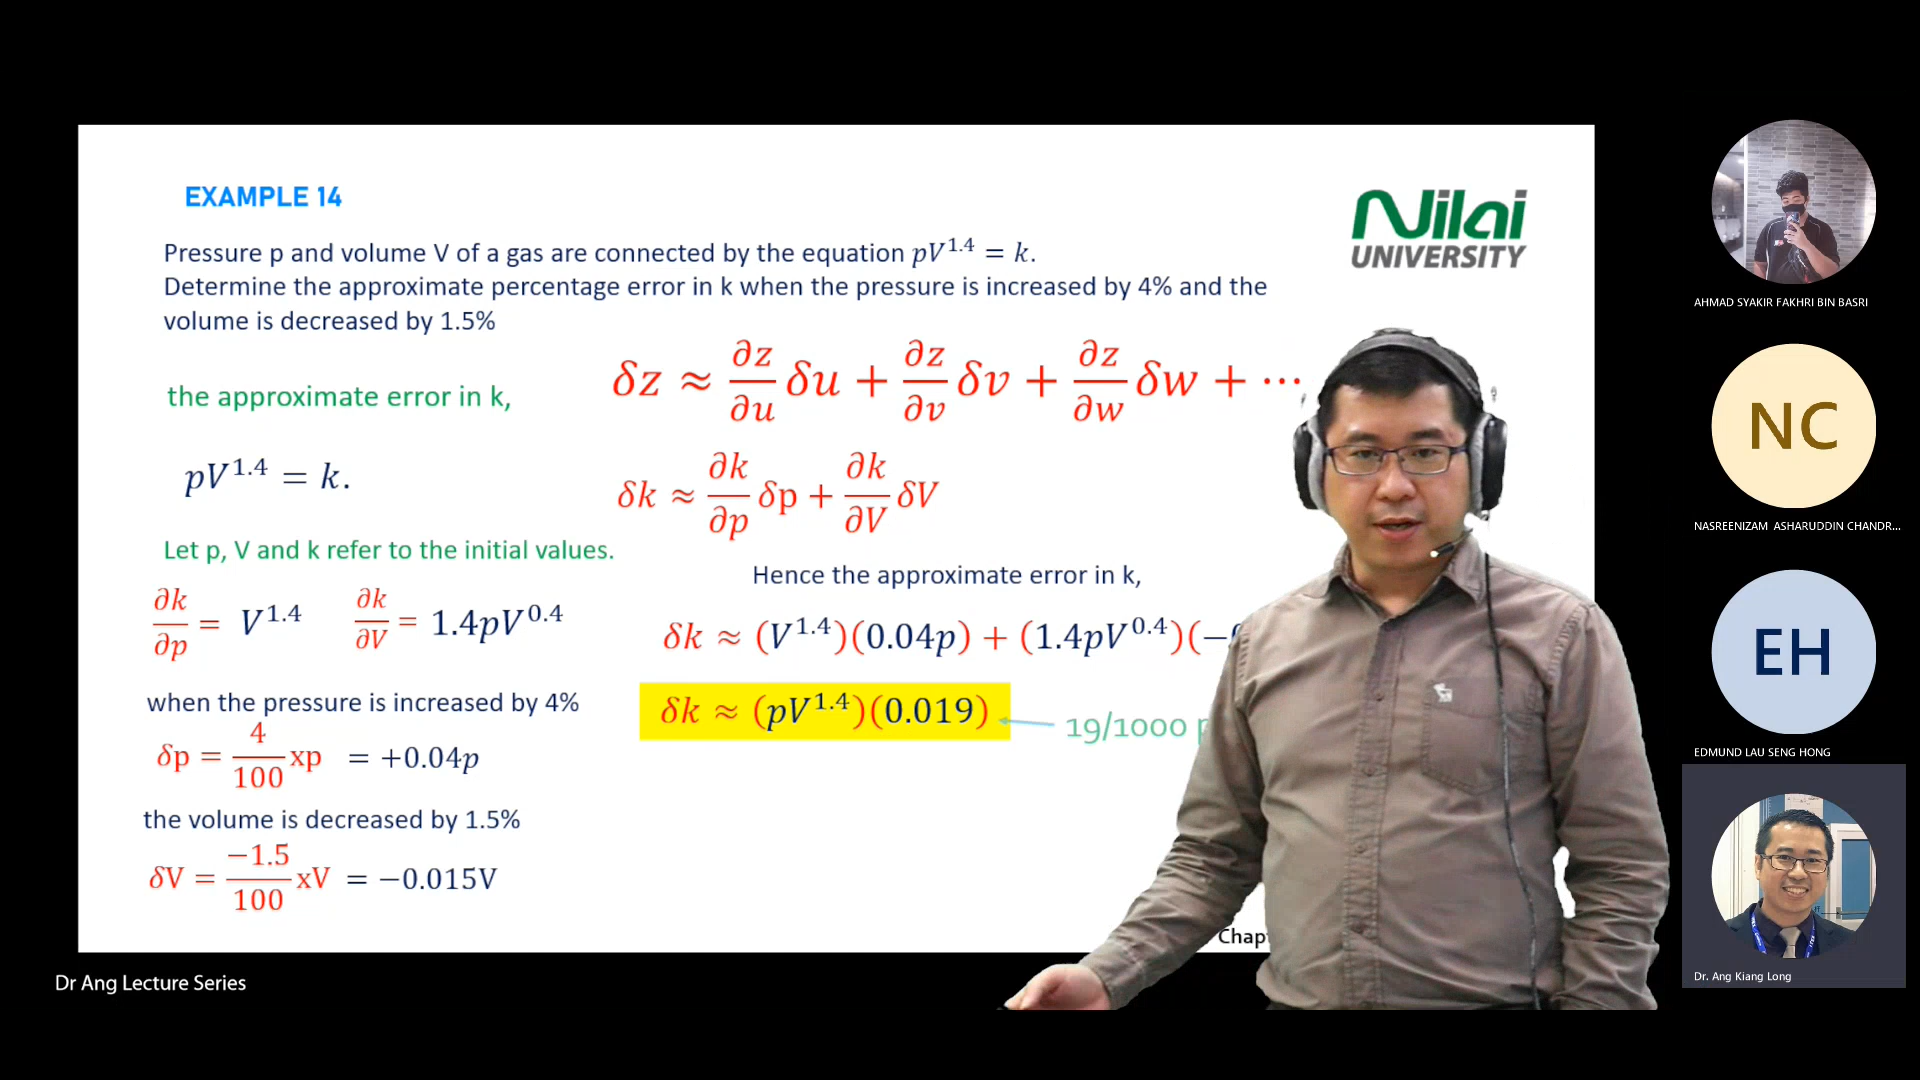 EXAMPLE 14
Nilai
UNIVERSITY
Pressure p and volume V of a gas are connected by the equation pV^1.4 = k.
Determine the approximate percentage error in k when the pressure is increased by 4% and the
volume is decreased by 1.5%
the approximate error in k,
δz ≈ ∂z/∂u δu + ∂z/∂v δv + ∂z/∂w δw + ⋯
pV^1.4 = k.
δk ≈ ∂k/∂p δp + ∂k/∂V δV
Let p, V and k refer to the initial values.
∂k/∂p = V^1.4 ∂k/∂V = 1.4pV^0.4
when the pressure is increased by 4%
δp = 4/100 xp = +0.04p
the volume is decreased by 1.5%
δV = −1.5/100 xV = −0.015V
Hence the approximate error in k,
δk ≈ (V^1.4)(0.04p) + (1.4pV^0.4)(−
δk ≈ (pV^1.4)(0.019)
19/1000 p
Chap
Dr Ang Lecture Series
AHMAD SYAKIR FAKHRI BIN BASRI
NC
NASREENIZAM ASHARUDDIN CHANDR...
EH
EDMUND LAU SENG HONG
Dr. Ang Kiang Long